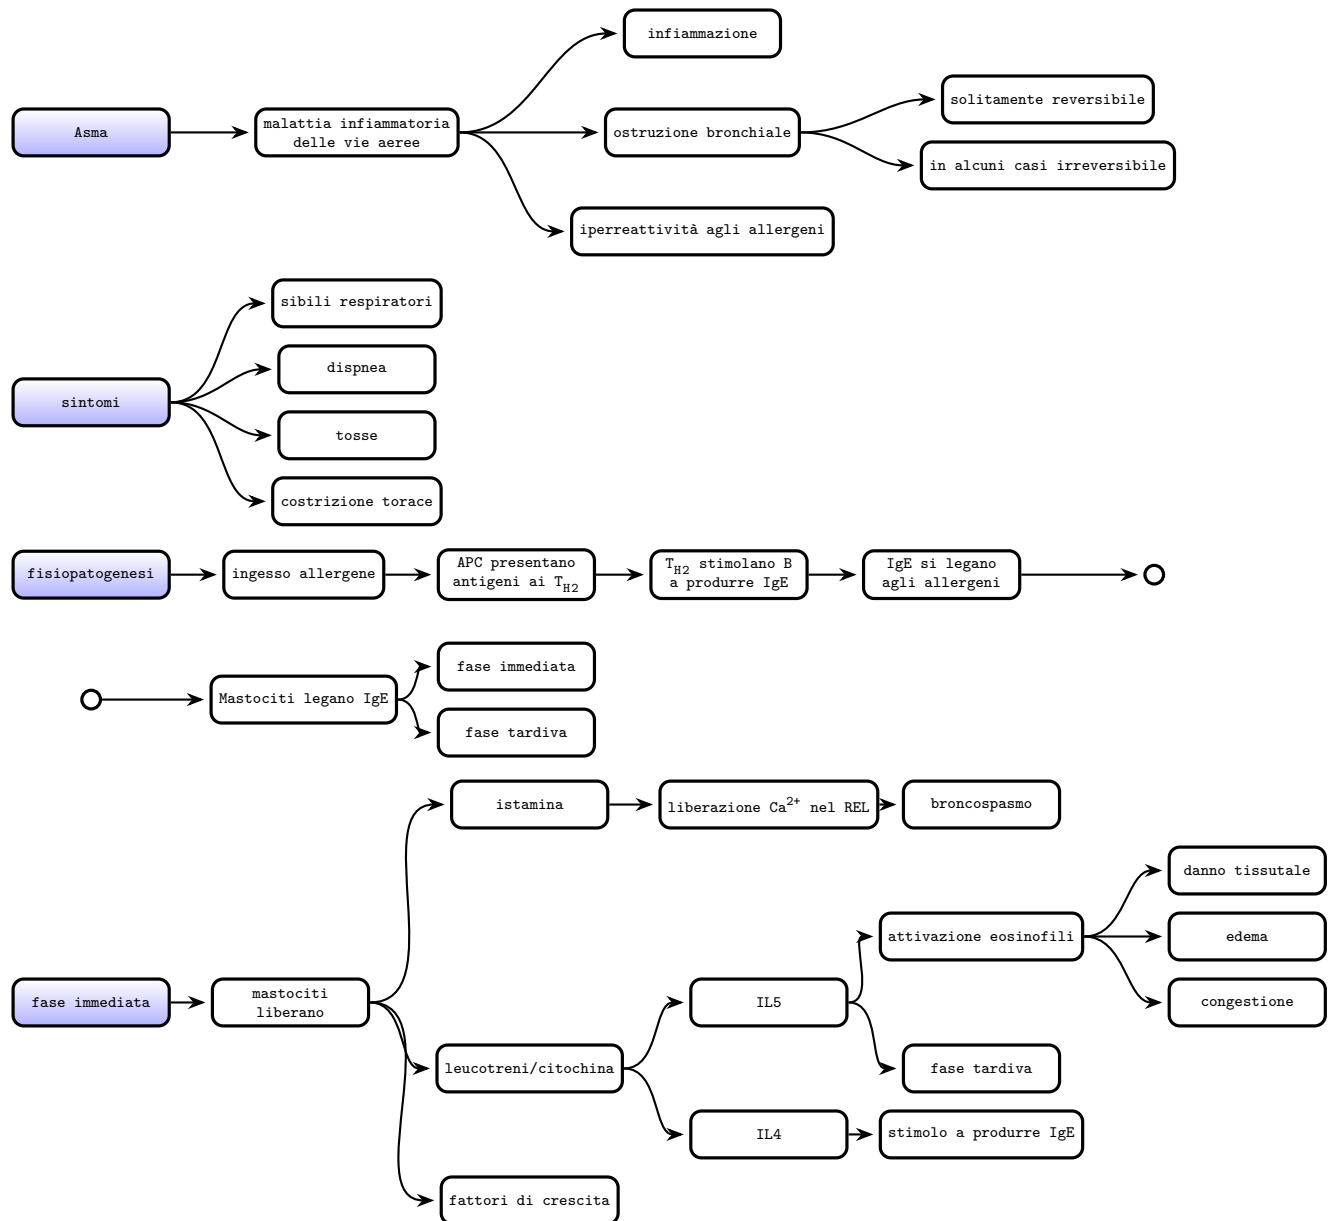 infiammazione
solitamente reversibile
Asma
malattia infiammatoria
delle vie aeree
ostruzione bronchiale
in alcuni casi irreversibile
iperreattività agli allergeni
sibili respiratori
dispnea
sintomi
tosse
costrizione torace
fisiopatogenesi
ingesso allergene
APC presentano
antigeni ai T_H2
T_H2 stimolano B
a produrre IgE
IgE si legano
agli allergeni
fase immediata
Mastociti legano IgE
fase tardiva
istamina
liberazione Ca²⁺ nel REL
broncospasmo
danno tissutale
attivazione eosinofili
edema
fase immediata
mastociti
liberano
IL5
congestione
leucotreni/citochina
fase tardiva
IL4
stimolo a produrre IgE
fattori di crescita